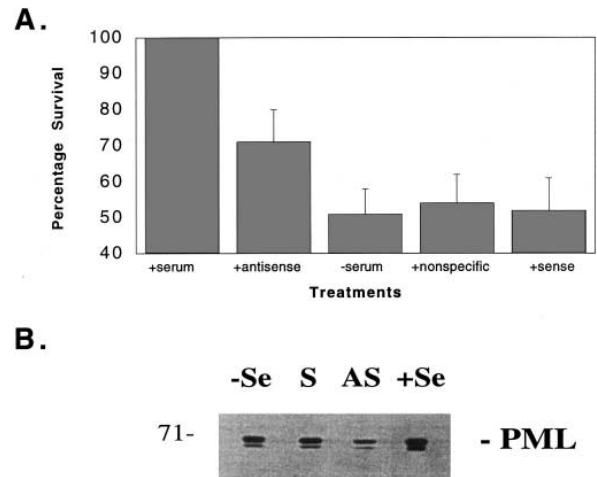 A.
Percentage Survival
100
90
80
70
60
50
40
+serum +antisense -serum +nonspecific +sense
Treatments
B.
-Se S AS +Se
71- - PML